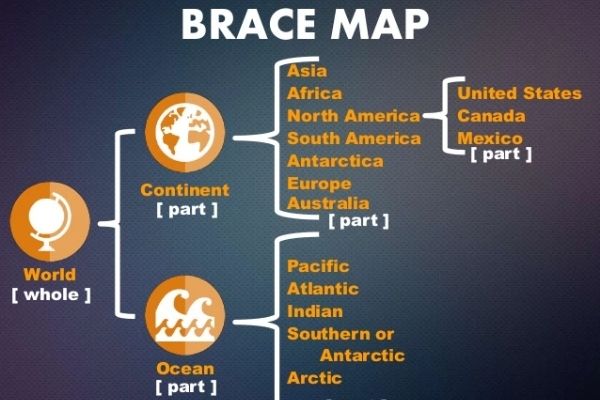 BRACE MAP
Asia
Africa
North America
South America
Antarctica
Europe
Australia
[ part ]
United States
Canada
Mexico
[ part ]
Continent
[ part ]
World
[ whole ]
Pacific
Atlantic
Indian
Southern or
Antarctic
Arctic
Ocean
[ part ]